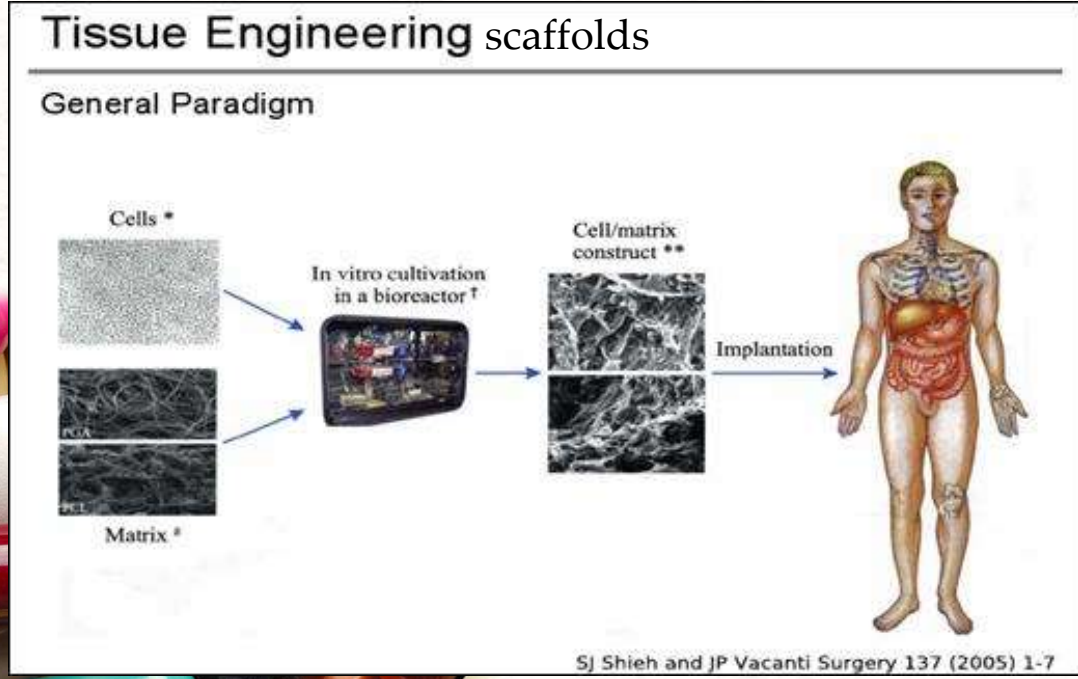 Tissue Engineering scaffolds
General Paradigm
Cells *
In vitro cultivation
in a bioreactor †
Cell/matrix
construct **
Implantation
PGA
PCL
Matrix #
SJ Shieh and JP Vacanti Surgery 137 (2005) 1-7